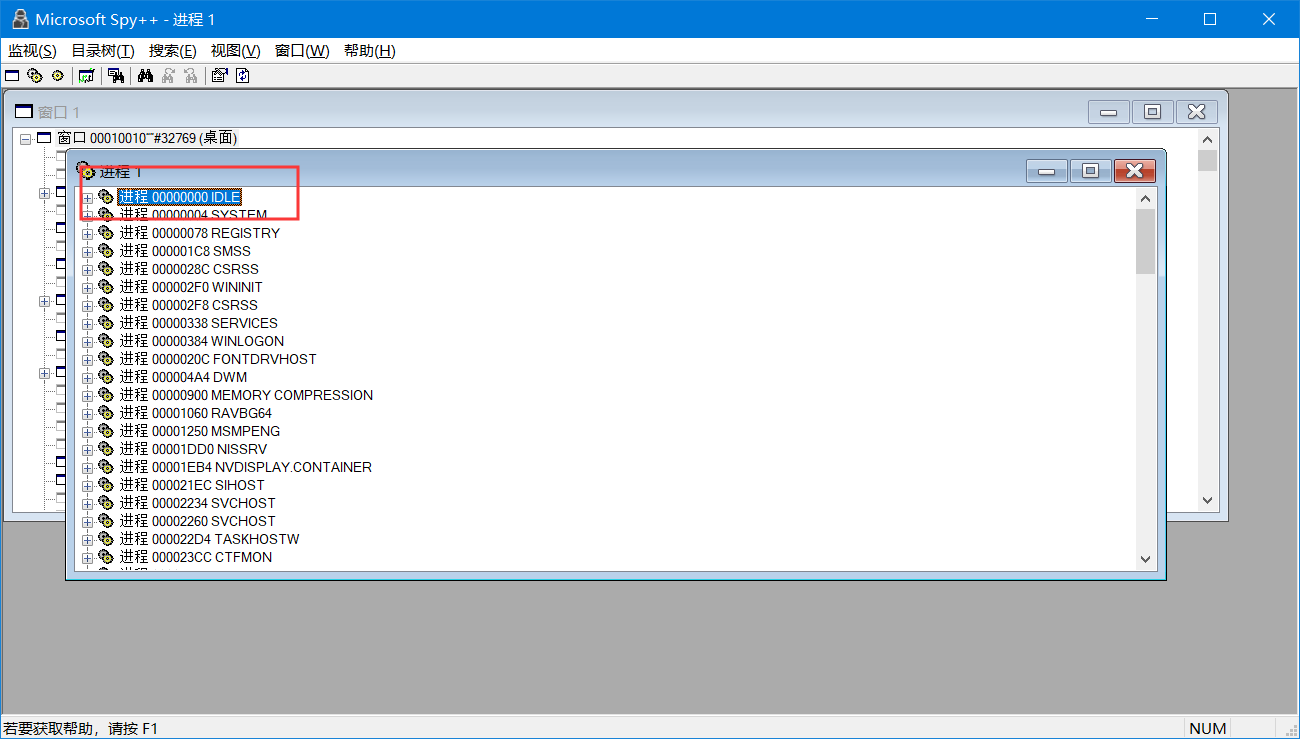 Microsoft Spy++ - 进程 1
监视(S) 目录树(T) 搜索(E) 视图(V) 窗口(W) 帮助(H)
窗口 1
窗口 00010010""#32769 (桌面)
进程 1
进程 00000000 IDLE
进程 00000004 SYSTEM
进程 00000078 REGISTRY
进程 000001C8 SMSS
进程 0000028C CSRSS
进程 000002F0 WININIT
进程 000002F8 CSRSS
进程 00000338 SERVICES
进程 00000384 WINLOGON
进程 0000020C FONTDRVHOST
进程 000004A4 DWM
进程 00000900 MEMORY COMPRESSION
进程 00001060 RAVBG64
进程 00001250 MSMPENG
进程 00001DD0 NISSRV
进程 00001EB4 NVDISPLAY.CONTAINER
进程 000021EC SIHOST
进程 00002234 SVCHOST
进程 00002260 SVCHOST
进程 000022D4 TASKHOSTW
进程 000023CC CTFMON
若要获取帮助，请按 F1
NUM